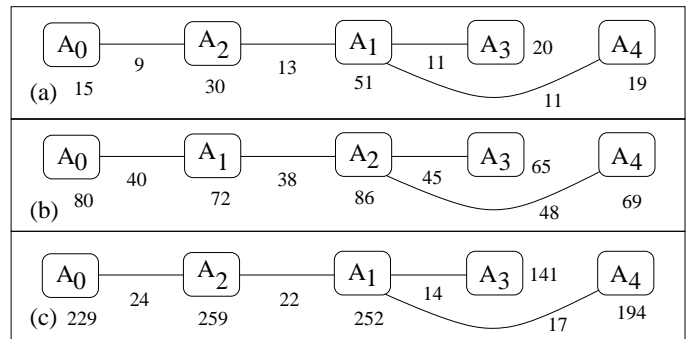 A0 A2 A1 A3 20 A4
9 13 11
(a) 15 30 51 11 19
A0 A1 A2 A3 65 A4
40 38 45
(b) 80 72 86 48 69
A0 A2 A1 A3 141 A4
24 22 14
(c) 229 259 252 17 194